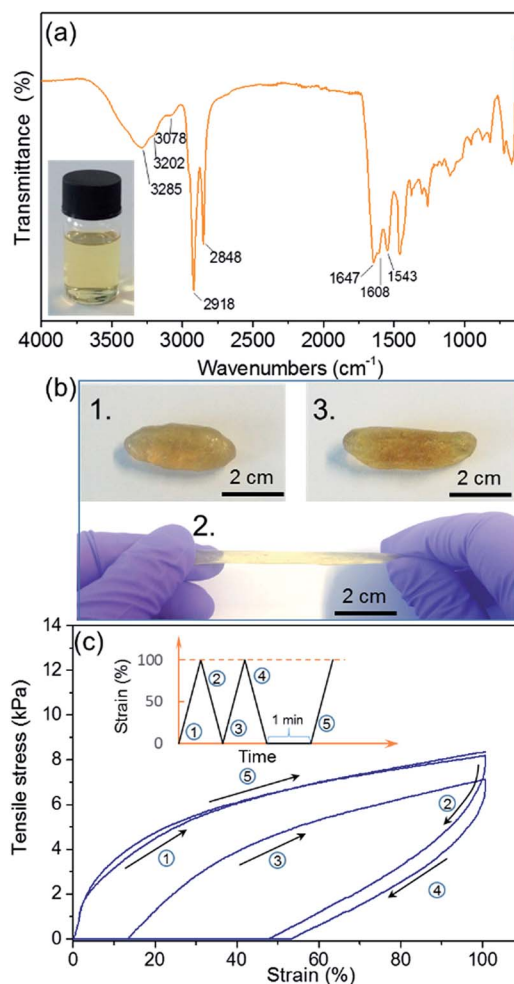 (a)
Transmittance (%)
3078
3202
3285
2848
2918
1647
1608
1543
4000 3500 3000 2500 2000 1500 1000
Wavenumbers (cm-1)
(b)
1.
2 cm
3.
2 cm
2.
2 cm
(c)
Tensile stress (kPa)
14
12
10
8
6
4
2
0
Strain (%)
100
50
0
① ② ③ ④ ⑤
1 min
Time
⑤
①
③
②
④
0 20 40 60 80 100
Strain (%)